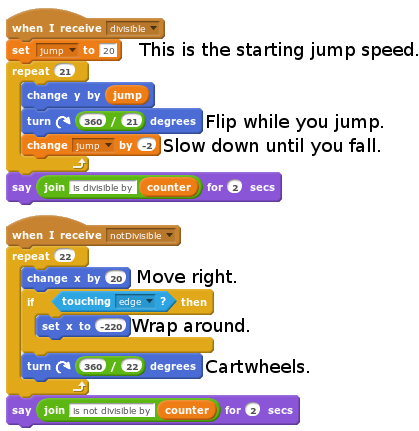 when I receive divisible
set jump to 20 This is the starting jump speed.
repeat 21
change y by jump
turn 360 / 21 degrees Flip while you jump.
change jump by -2 Slow down until you fall.
say join is divisible by counter for 2 secs
when I receive notDivisible
repeat 22
change x by 20 Move right.
if touching edge ? then
set x to -220 Wrap around.
turn 360 / 22 degrees Cartwheels.
say join is not divisible by counter for 2 secs